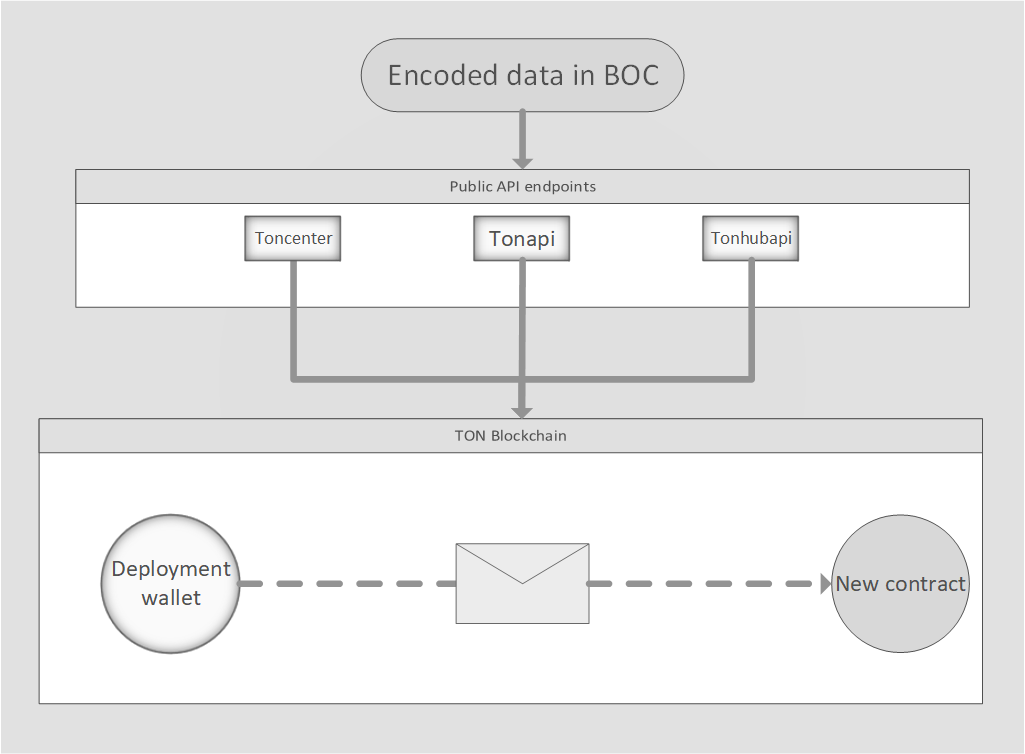 Encoded data in BOC
Public API endpoints
Toncenter
Tonapi
Tonhubapi
TON Blockchain
Deployment
wallet
New contract